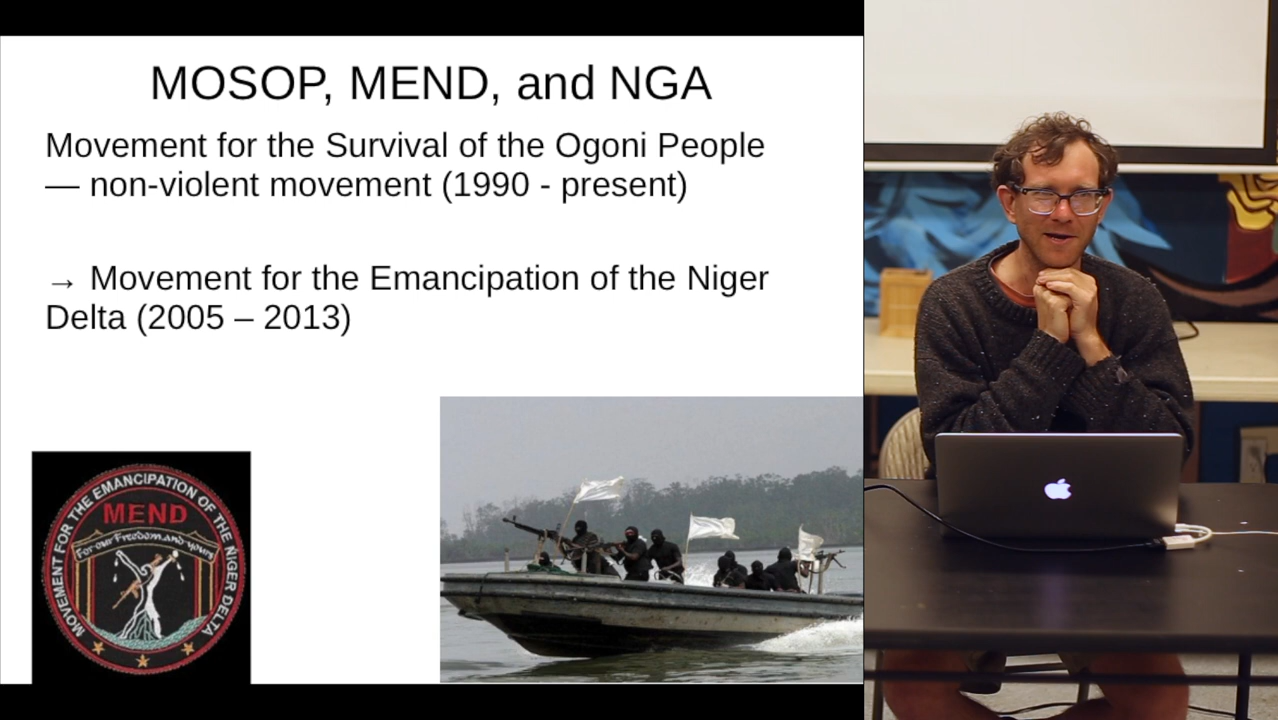 MOSOP, MEND, and NGA
Movement for the Survival of the Ogoni People
— non-violent movement (1990 - present)
→ Movement for the Emancipation of the Niger
Delta (2005 – 2013)
MOVEMENT FOR THE EMANCIPATION OF THE NIGER DELTA
MEND
For our Freedom and yours